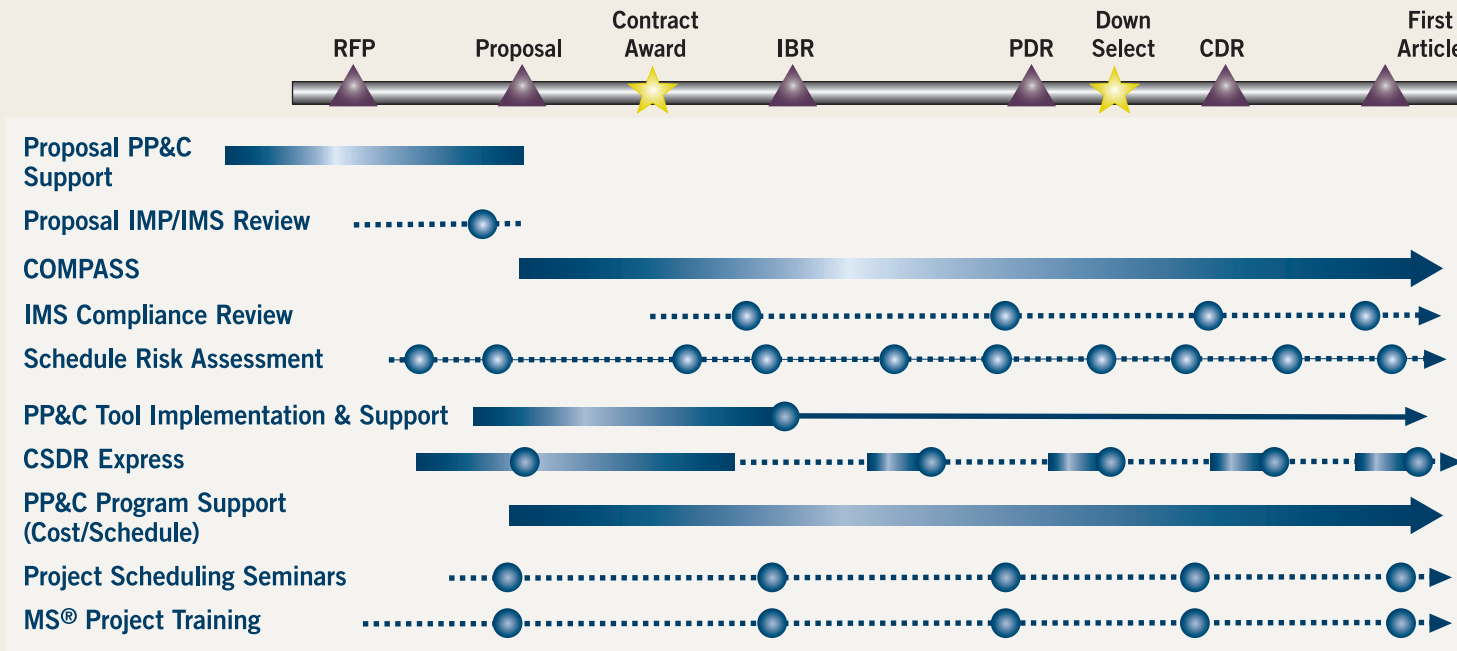 Contract
Down
First
RFP
Proposal
Award
IBR
PDR
Select
CDR
Article
Proposal PP&C
Support
Proposal IMP/IMS Review
COMPASS
IMS Compliance Review
Schedule Risk Assessment
PP&C Tool Implementation & Support
CSDR Express
PP&C Program Support
(Cost/Schedule)
Project Scheduling Seminars
MS® Project Training